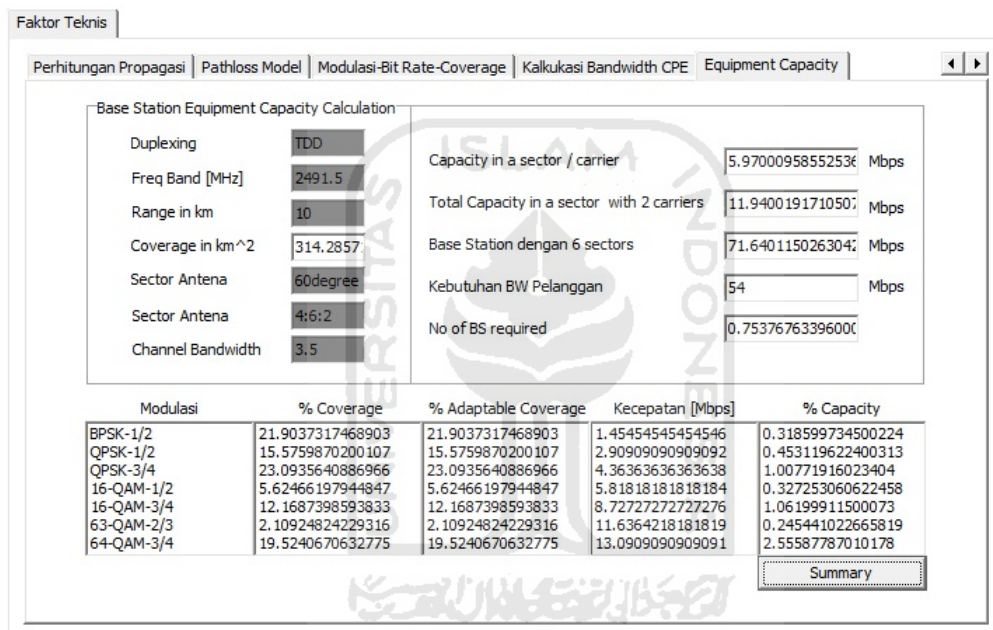 Faktor Teknis
Perhitungan Propagasi | Pathloss Model | Modulasi-Bit Rate-Coverage | Kalkukasi Bandwidth CPE | Equipment Capacity
Base Station Equipment Capacity Calculation
Duplexing TDD
Freq Band [MHz] 2491.5
Range in km 10
Coverage in km^2 314.2857
Sector Antena 60degree
Sector Antena 4:6:2
Channel Bandwidth 3.5
Capacity in a sector / carrier 5.97000958552536 Mbps
Total Capacity in a sector with 2 carriers 11.9400191710507 Mbps
Base Station dengan 6 sectors 71.6401150263042 Mbps
Kebutuhan BW Pelanggan 54 Mbps
No of BS required 0.75376763396000
Modulasi % Coverage % Adaptable Coverage Kecepatan [Mbps] % Capacity
BPSK-1/2 21.9037317468903 21.9037317468903 1.45454545454546 0.318599734500224
QPSK-1/2 15.5759870200107 15.5759870200107 2.90909090909092 0.453119622400313
QPSK-3/4 23.0935640886966 23.0935640886966 4.36363636363638 1.00771916023404
16-QAM-1/2 5.62466197944847 5.62466197944847 5.81818181818184 0.327253060622458
16-QAM-3/4 12.1687398593833 12.1687398593833 8.72727272727276 1.06199911500073
63-QAM-2/3 2.10924824229316 2.10924824229316 11.6364218181819 0.245441022665819
64-QAM-3/4 19.5240670632775 19.5240670632775 13.0909090909091 2.55587787010178
Summary
ISLAM
UNIVERSITAS
INDONESIA